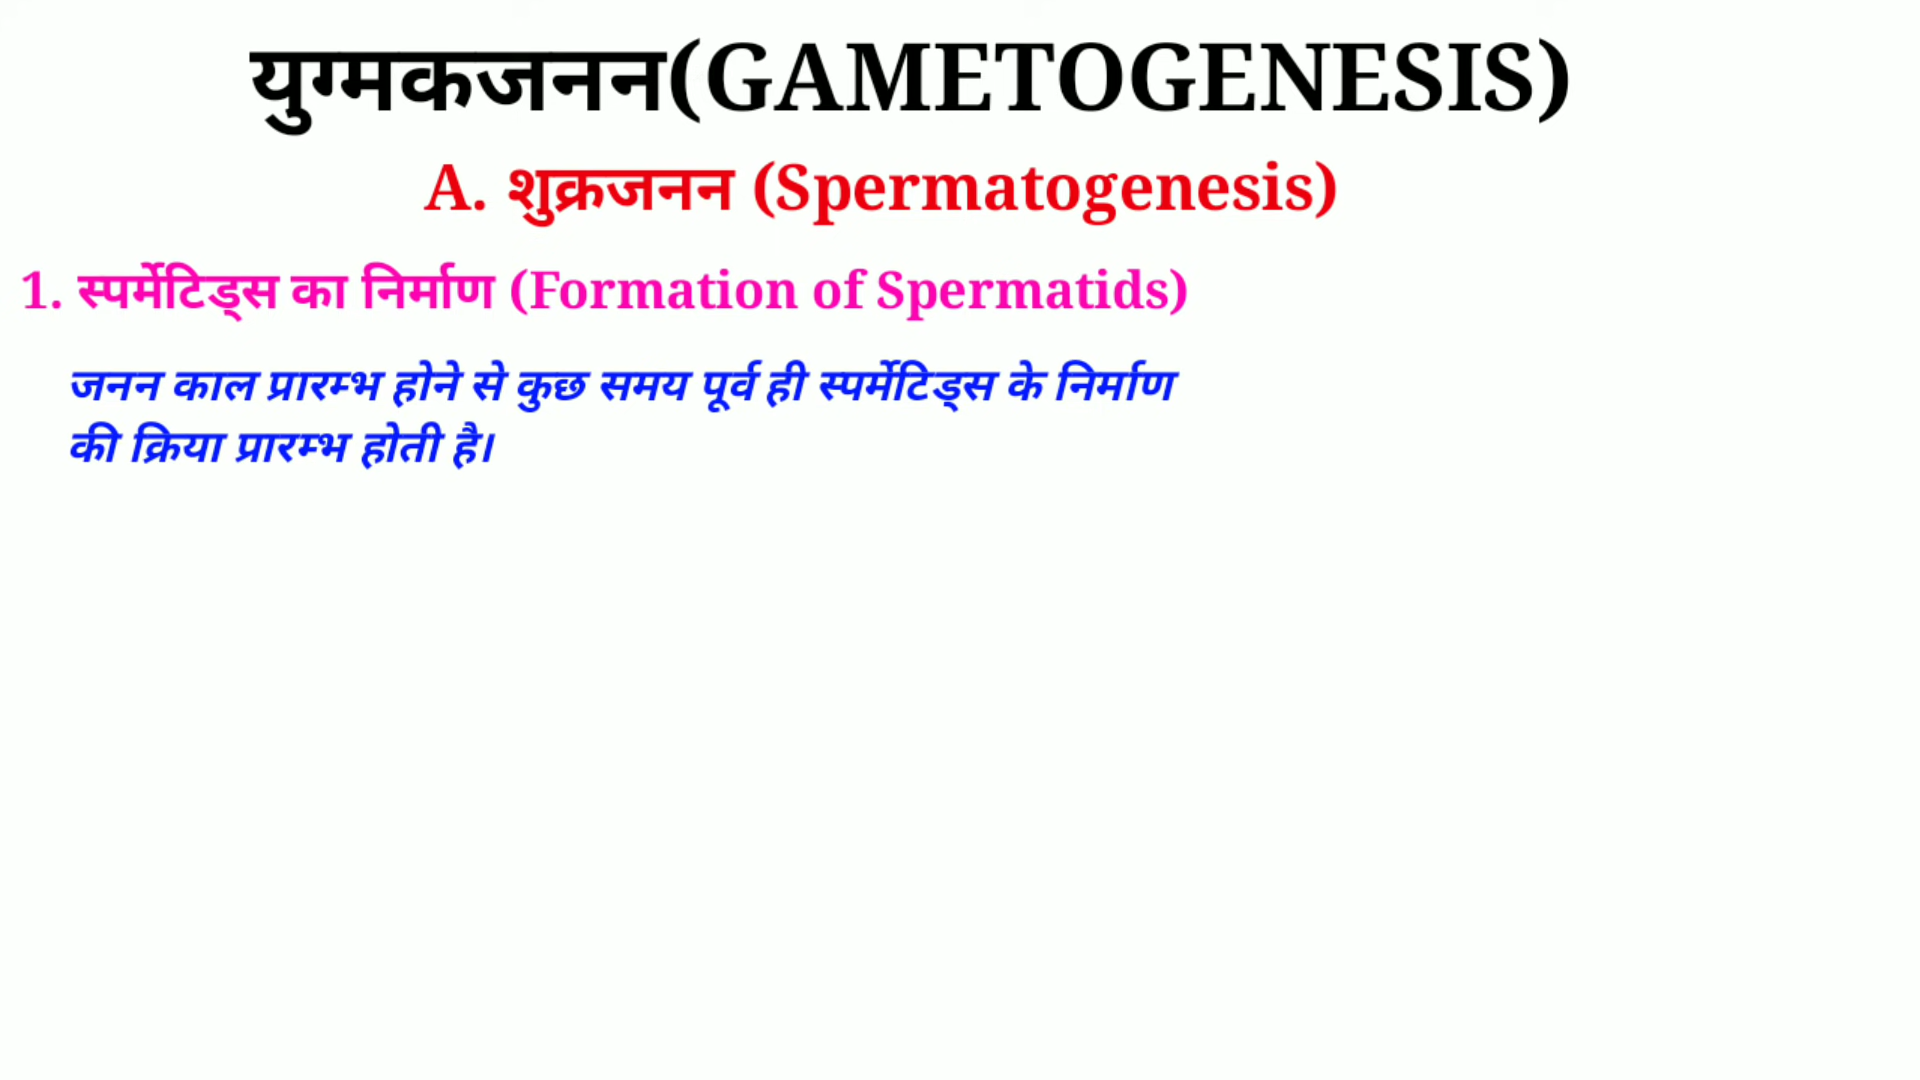 युग्मकजनन(GAMETOGENESIS)
A. शुक्रजनन (Spermatogenesis)
1. स्पर्मेटिड्स का निर्माण (Formation of Spermatids)
जनन काल प्रारम्भ होने से कुछ समय पूर्व ही स्पर्मेटिड्स के निर्माण
की क्रिया प्रारम्भ होती है।